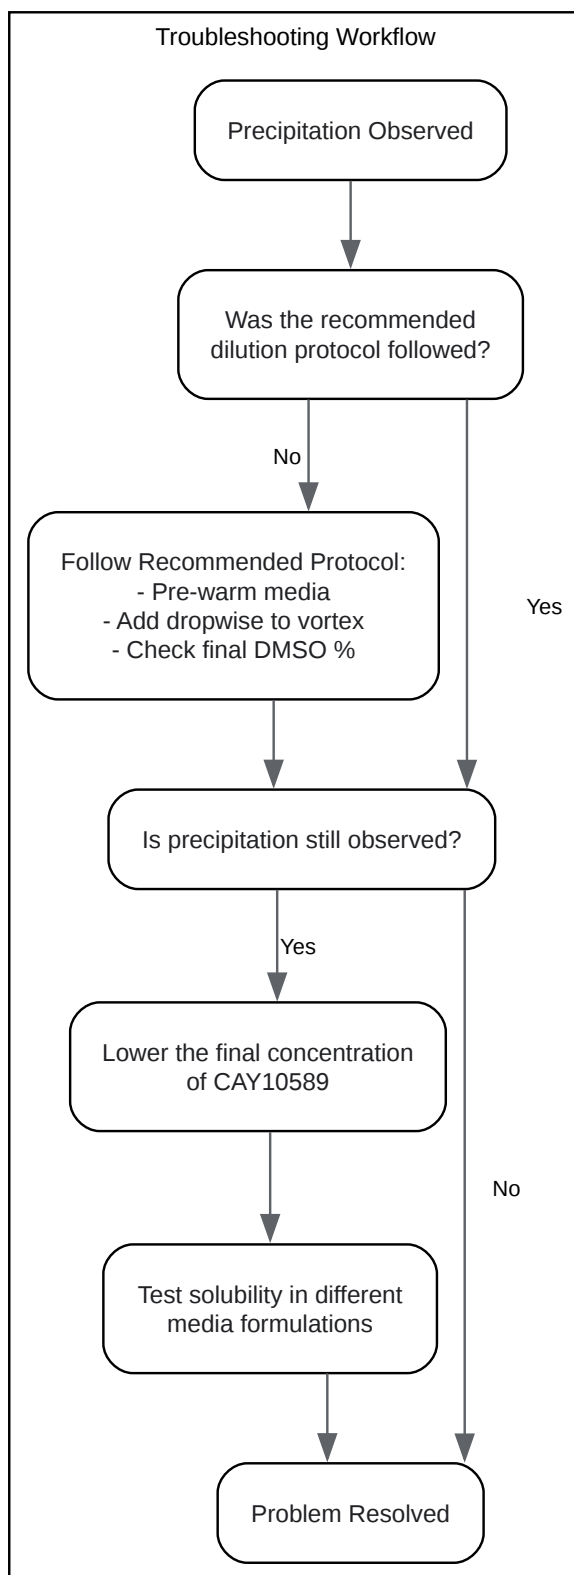 Troubleshooting Workflow
Precipitation Observed
Was the recommended
dilution protocol followed?
No
Follow Recommended Protocol:
- Pre-warm media
- Add dropwise to vortex
- Check final DMSO %
Yes
Is precipitation still observed?
Yes
Lower the final concentration
of CAY10589
No
Test solubility in different
media formulations
Problem Resolved